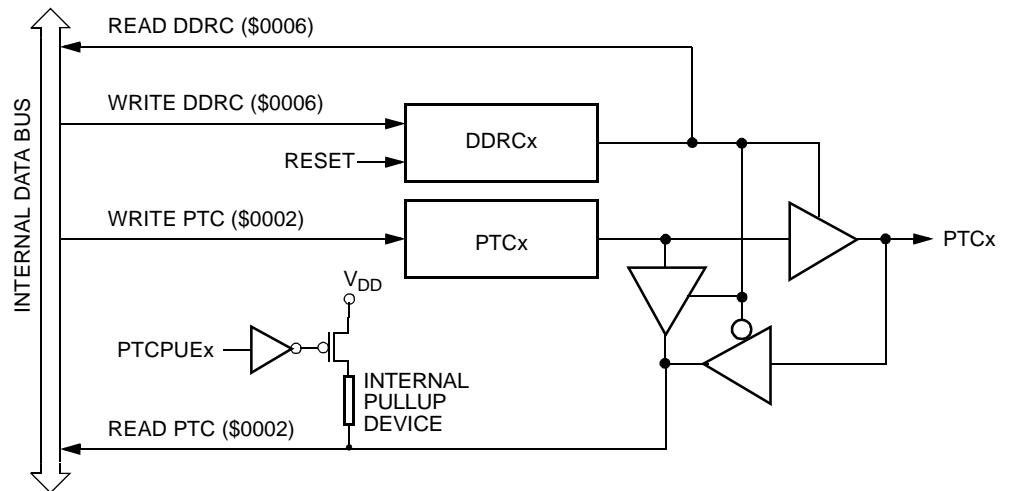 READ DDRC ($0006)
WRITE DDRC ($0006)
DDRCx
RESET
WRITE PTC ($0002)
PTCx
PTCx
INTERNAL DATA BUS
VDD
PTCPUEx
INTERNAL
PULLUP
DEVICE
READ PTC ($0002)